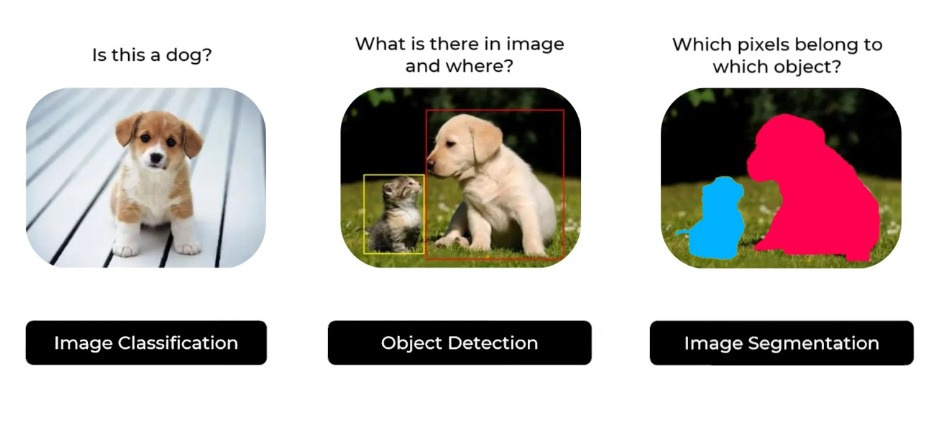 Is this a dog?
What is there in image
and where?
Which pixels belong to
which object?
Image Classification
Object Detection
Image Segmentation